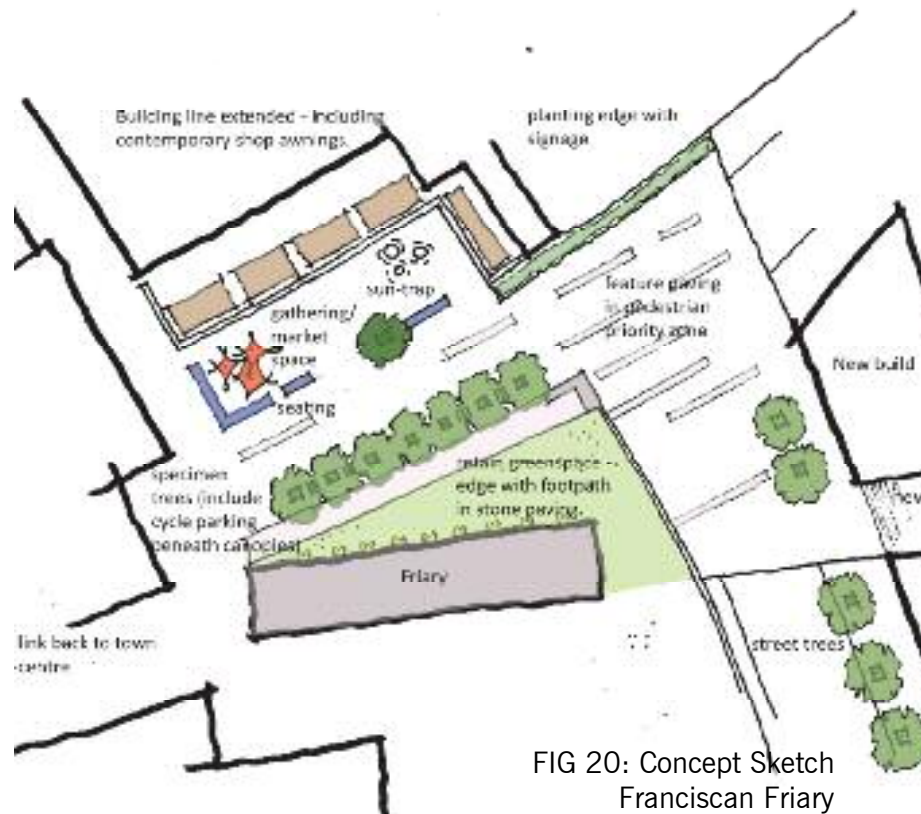 Building line extended - including
contemporary shop awnings.
planting edge with
signage
sun-trap
gathering/
market
space
feature paving
in pedestrian
priority zone
New build
seating
specimen
trees (include
cycle parking
beneath canopies)
retain greenspace -
edge with footpath
in stone paving.
Friary
link back to town
centre
street trees
FIG 20: Concept Sketch
Franciscan Friary